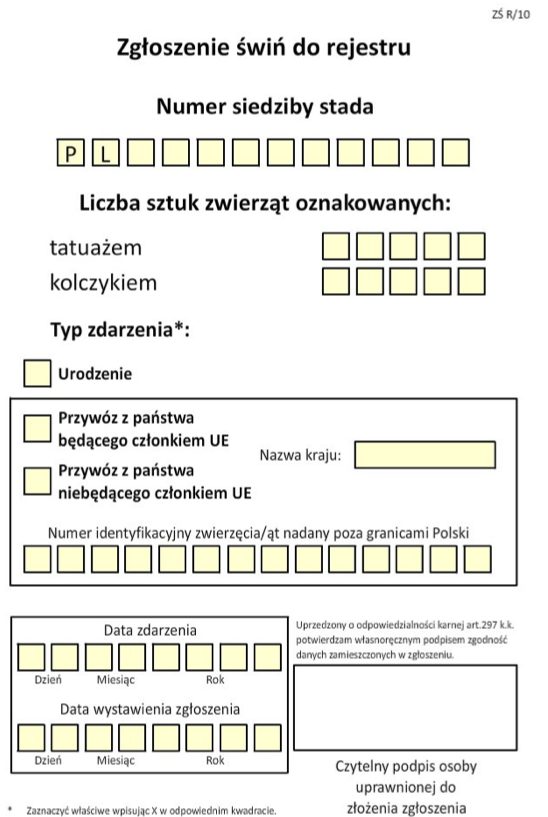 ZŚ R/10
Zgłoszenie świń do rejestru
Numer siedziby stada
P L
Liczba sztuk zwierząt oznakowanych:
tatuażem
kolczykiem
Typ zdarzenia*:
Urodzenie
Przywóz z państwa
będącego członkiem UE
Nazwa kraju:
Przywóz z państwa
niebędącego członkiem UE
Numer identyfikacyjny zwierzęcia/ąt nadany poza granicami Polski
Data zdarzenia
Dzień Miesiąc Rok
Data wystawienia zgłoszenia
Dzień Miesiąc Rok
Uprzedzony o odpowiedzialności karnej art.297 k.k.
potwierdzam własnoręcznym podpisem zgodność
danych zamieszczonych w zgłoszeniu.
Czytelny podpis osoby
uprawnionej do
złożenia zgłoszenia
* Zaznaczyć właściwe wpisując X w odpowiednim kwadracie.